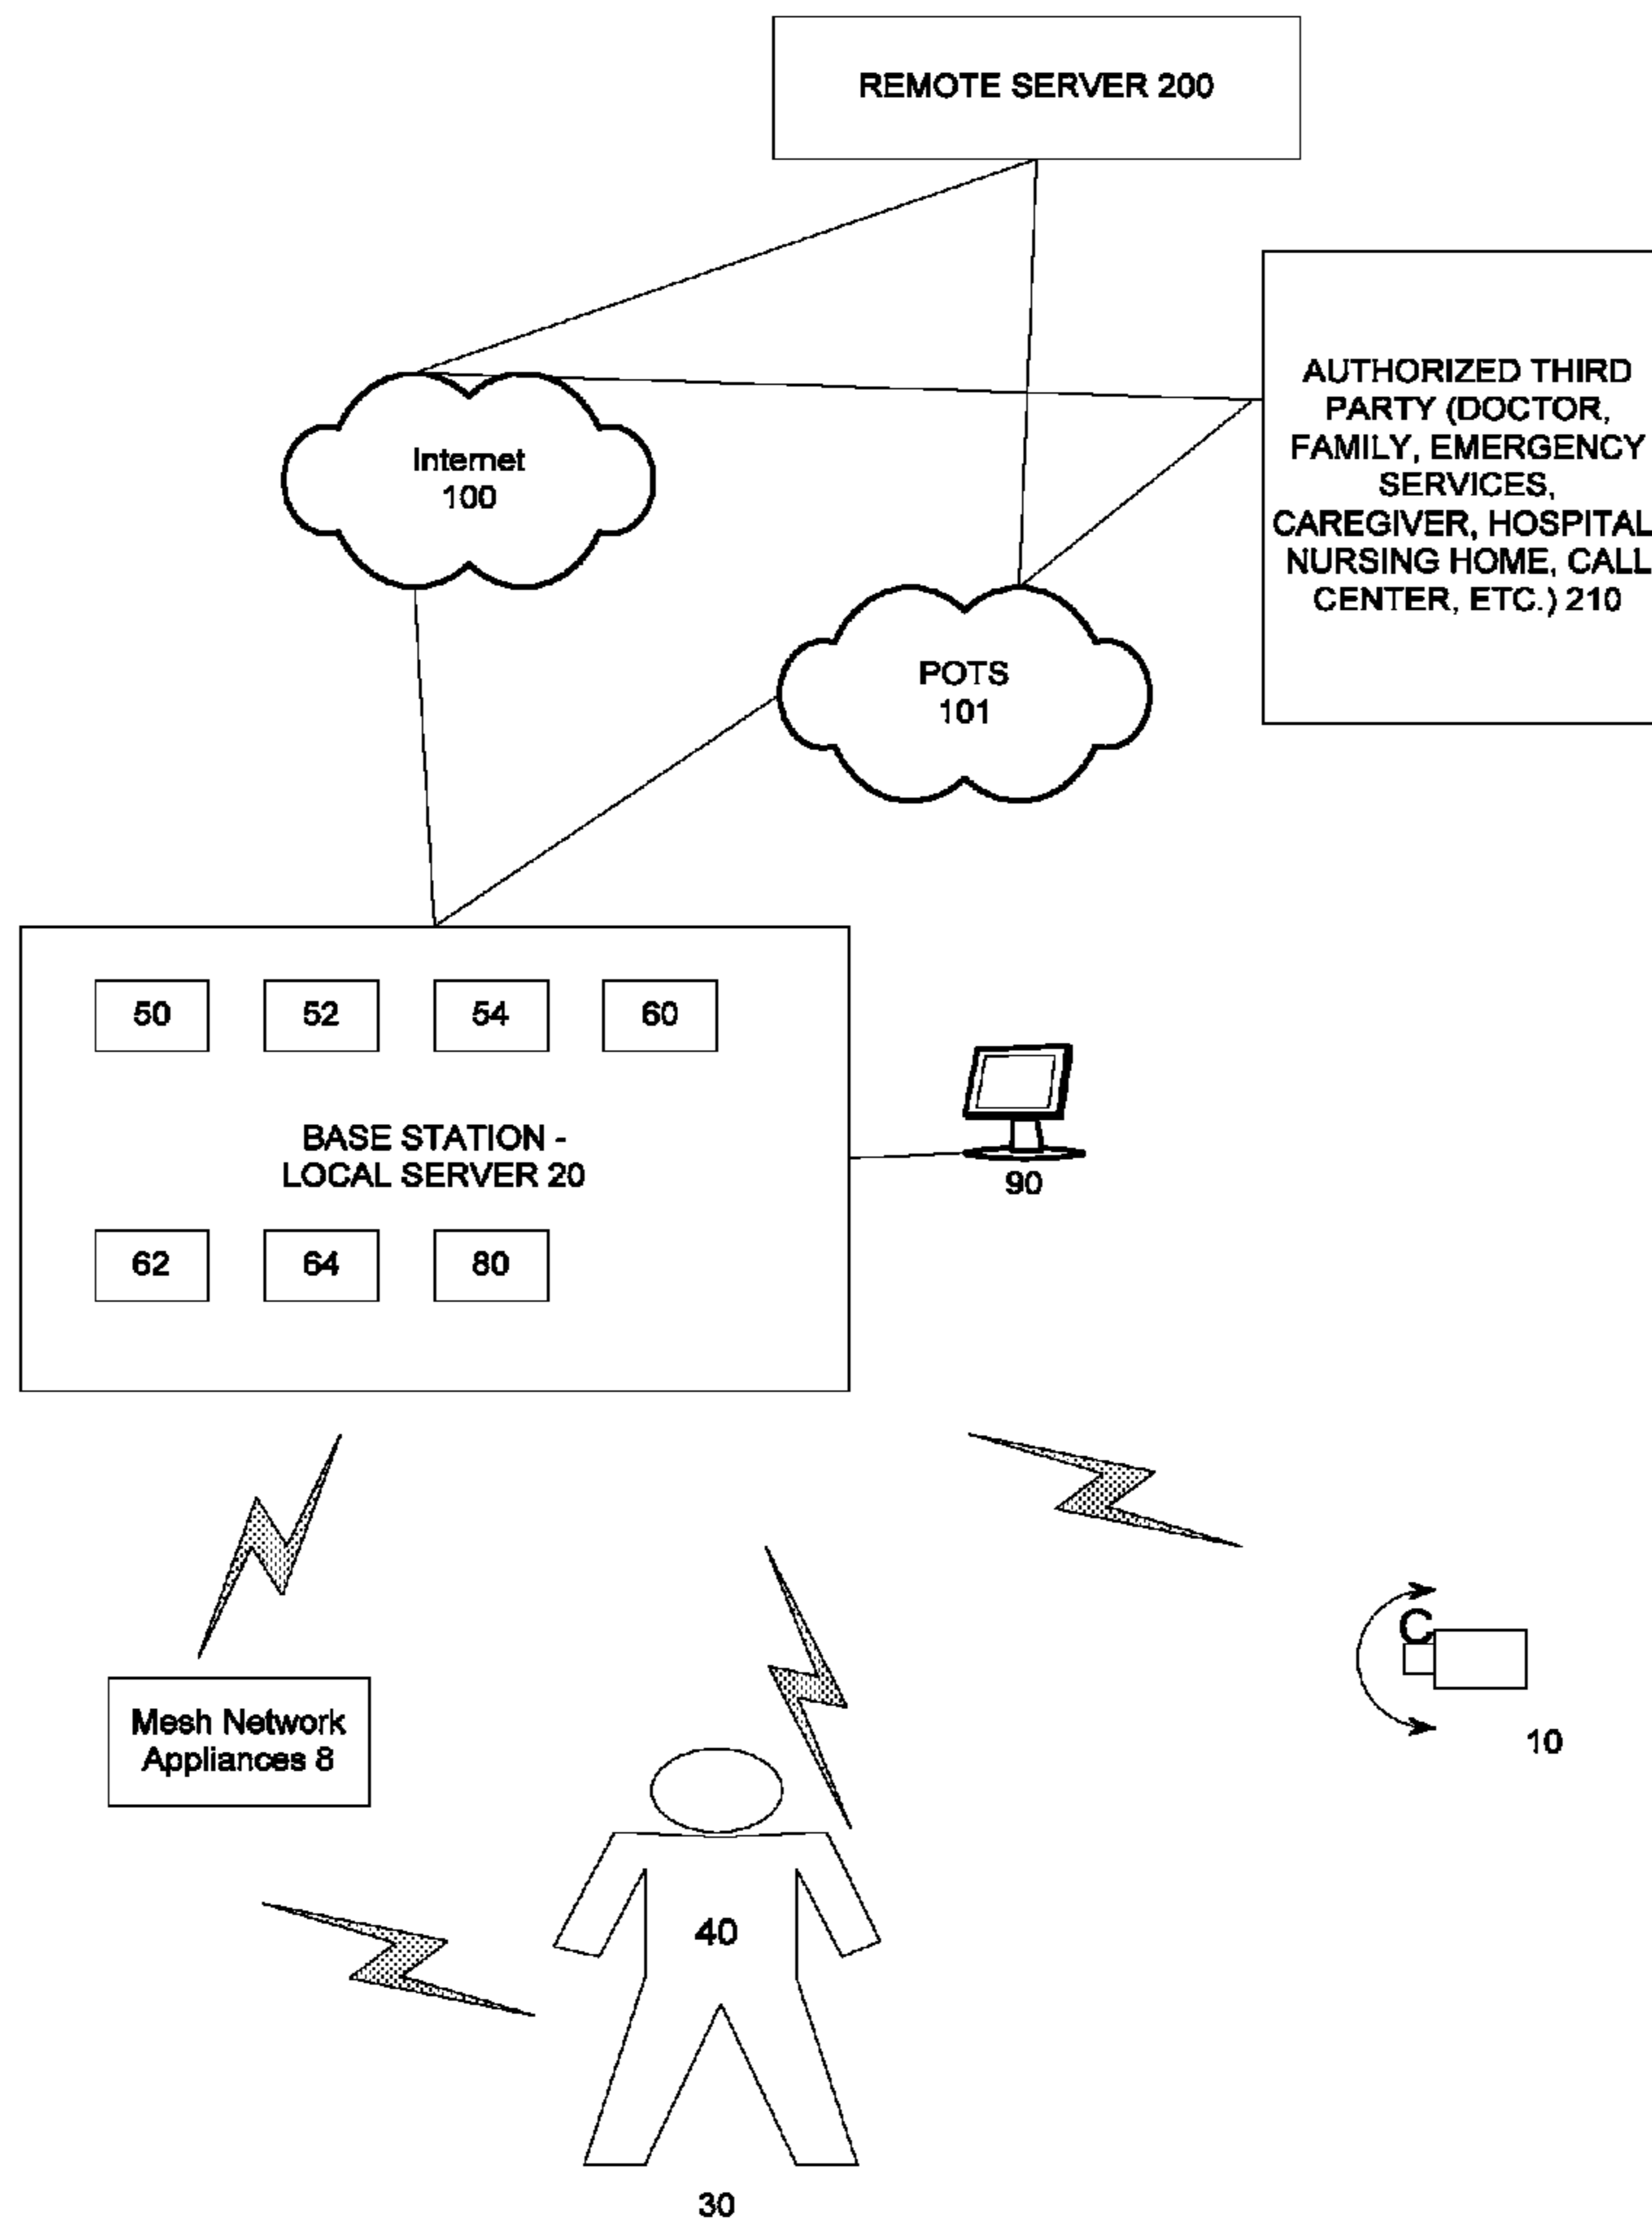 REMOTE SERVER 200
AUTHORIZED THIRD
PARTY (DOCTOR,
FAMILY, EMERGENCY
SERVICES,
CAREGIVER, HOSPITAL
NURSING HOME, CALL
CENTER, ETC.) 210
Internet
100
POTS
101
50 52 54 60
BASE STATION -
LOCAL SERVER 20
90
62 64 80
C
10
Mesh Network
Appliances 8
40
30